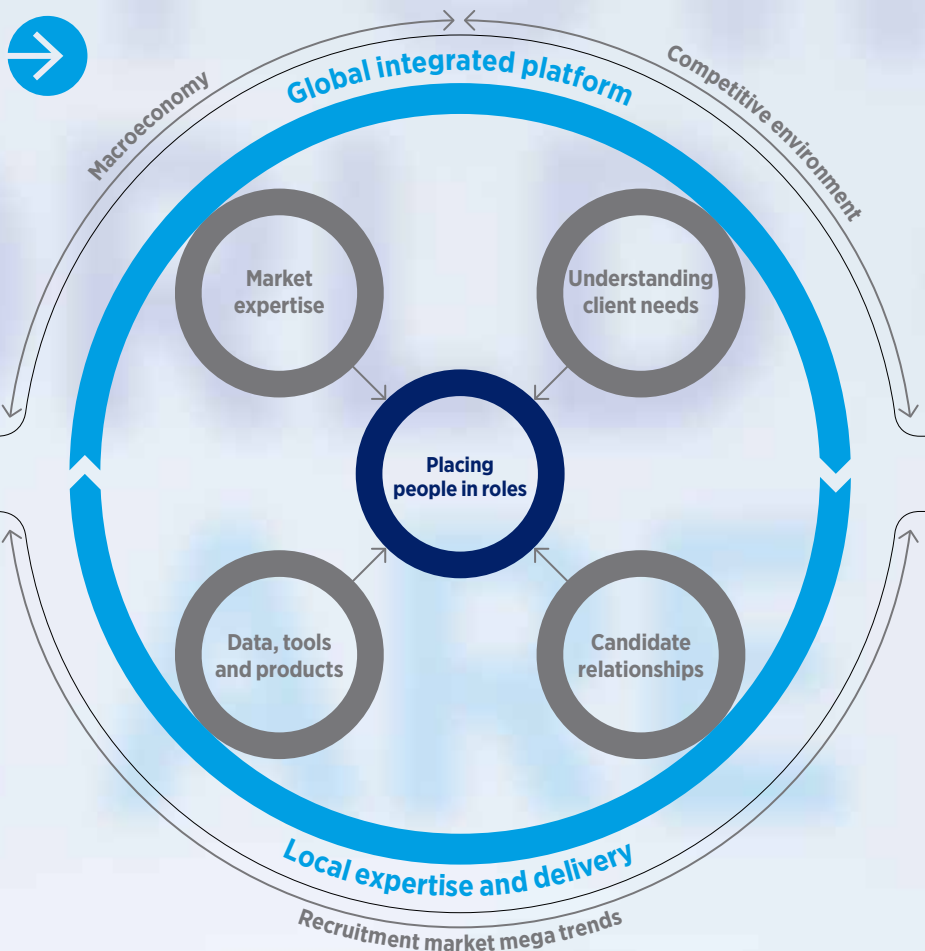 Global integrated platform
Macroeconomy
Competitive environment
Market
expertise
Understanding
client needs
Placing
people in roles
Data, tools
and products
Candidate
relationships
Local expertise and delivery
Recruitment market mega trends